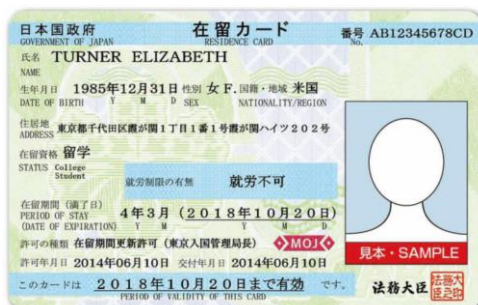 日本国政府 在留カード 番号 AB12345678CD
GOVERNMENT OF JAPAN RESIDENCE CARD No.
氏名 TURNER ELIZABETH
NAME
生年月日 1985年12月31日 性別 女 F. 国籍・地域 米国
DATE OF BIRTH Y M D SEX NATIONALITY/REGION
住居地
ADDRESS 東京都千代田区霞が関1丁目1番1号霞が関ハイツ202号
在留資格 留学
STATUS College
Student
就労制限の有無 就労不可
在留期間(満了日)
PERIOD OF STAY 4年3月(2018年10月20日)
(DATE OF EXPIRATION) Y M Y M D
許可の種類 在留期間更新許可(東京入国管理局長) MOJ
見本・SAMPLE
許可年月日 2014年06月10日 交付年月日 2014年06月10日
このカードは 2018年10月20日まで有効 です。
PERIOD OF VALIDITY OF THIS CARD
法務大臣